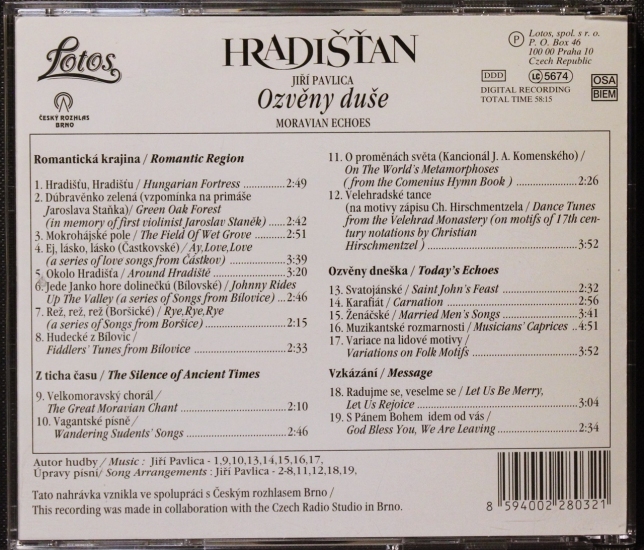 Lotos
ČESKÝ ROZHLAS
BRNO
HRADIŠŤAN
JIŘÍ PAVLICA
Ozvěny duše
MORAVIAN ECHOES
P Lotos, spol. s r. o.
P. O. Box 46
100 00 Praha 10
Czech Republic
DDD LC 5674
DIGITAL RECORDING
TOTAL TIME 58:15
OSA
BIEM
Romantická krajina / Romantic Region
1. Hradišťu, Hradišťu / Hungarian Fortress ............2:49
2. Dúbravěnko zelená (vzpomínka na primáše
Jaroslava Staňka)/ Green Oak Forest
(in memory of first violinist Jaroslav Staněk) ......2:42
3. Mokrohájské pole / The Field Of Wet Grove ......2:51
4. Ej, lásko, lásko (Častkovské) / Ay,Love,Love
(a series of love songs from Částkov) ..................3:39
5. Okolo Hradišťa / Around Hradiště ......................3:20
6. Jede Janko hore dolinečkú (Bílovské) / Johnny Rides
Up The Valley (a series of Songs from Bílovice) ...2:46
7. Rež, rež, rež (Boršické) / Rye,Rye,Rye
(a series of Songs from Boršice) ..........................2:15
8. Hudecké z Bílovic /
Fiddlers' Tunes from Bílovice ..............................2:33
Z ticha času / The Silence of Ancient Times
9. Velkomoravský chorál /
The Great Moravian Chant ..................................2:10
10. Vagantské písně /
Wandering Sudents' Songs ...................................2:46
11. O proměnách světa (Kancionál J. A. Komenského) /
On The World's Metamorphoses
( from the Comenius Hymn Book ) .....................2:26
12. Velehradské tance
(na motivy zápisu Ch. Hirschmentzela / Dance Tunes
from the Velehrad Monastery (on motifs of 17th cen-
tury notations by Christian
Hirschmentzel ) ....................................................3:52
Ozvěny dneška / Today's Echoes
13. Svatojánské / Saint John's Feast ..........................2:32
14. Karafiát / Carnation .............................................2:56
15. Ženáčské / Married Men's Songs .........................3:41
16. Muzikantské rozmarnosti / Musicians' Caprices ..4:51
17. Variace na lidové motivy /
Variations on Folk Motifs .....................................3:52
Vzkázání / Message
18. Radujme se, veselme se / Let Us Be Merry,
Let Us Rejoice .......................................................3:04
19. S Pánem Bohem idem od vás /
God Bless You, We Are Leaving ..........................2:34
Autor hudby / Music : Jiří Pavlica - 1,9,10,13,14,15,16,17,
Úpravy písní/ Song Arrangements : Jiří Pavlica - 2-8,11,12,18,19,
Tato nahrávka vznikla ve spolupráci s Českým rozhlasem Brno /
This recording was made in collaboration with the Czech Radio Studio in Brno.
8 594002 280321